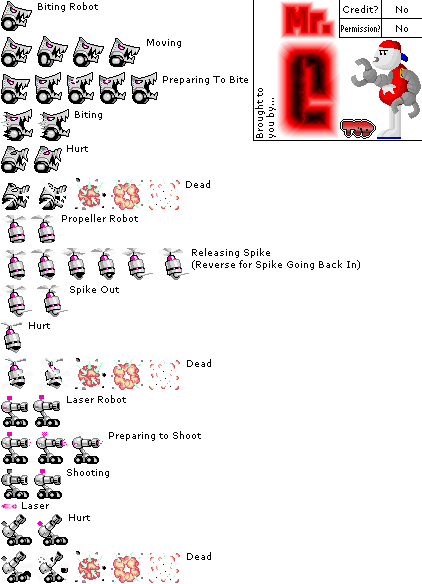 Biting Robot
Moving
Preparing To Bite
Biting
Hurt
Dead
Propeller Robot
Releasing Spike
(Reverse for Spike Going Back In)
Spike Out
Hurt
Dead
Laser Robot
Preparing to Shoot
Shooting
Laser
Hurt
Dead
Brought to
you by...
Mr.
C
Credit? No
Permission? No